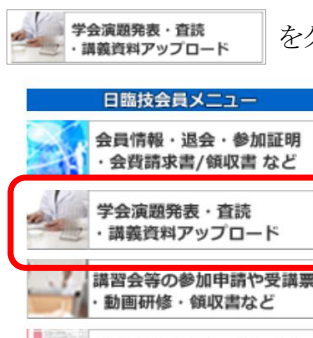 学会演題発表・査読
・講義資料アップロード
を
日臨技会員メニュー
会員情報・退会・参加証明
・会費請求書/領収書 など
学会演題発表・査読
・講義資料アップロード
講習会等の参加申請や受講票
・動画研修・領収書など